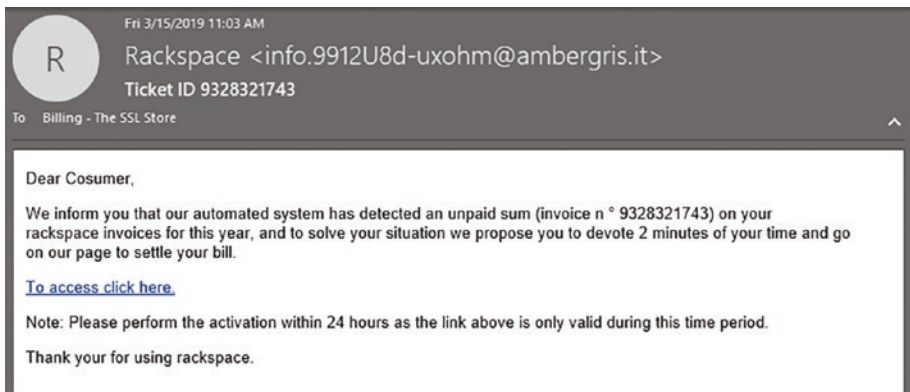 Fri 3/15/2019 11:03 AM
R
Rackspace <info.9912U8d-uxohm@ambergris.it>
Ticket ID 9328321743
To Billing - The SSL Store
Dear Cosumer,
We inform you that our automated system has detected an unpaid sum (invoice n ° 9328321743) on your
rackspace invoices for this year, and to solve your situation we propose you to devote 2 minutes of your time and go
on our page to settle your bill.
To access click here.
Note: Please perform the activation within 24 hours as the link above is only valid during this time period.
Thank your for using rackspace.